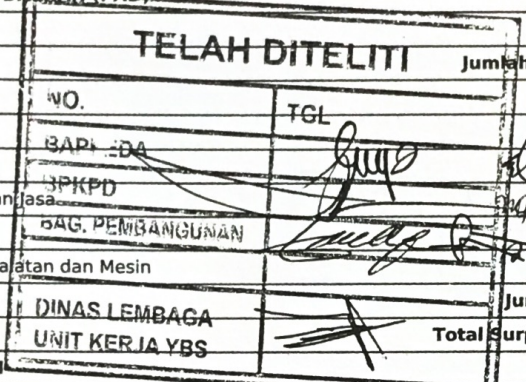 TELAH DITELITI
Jumlah
NO. TGL
BAPPEDA
BPKPD
an Jasa
BAG. PEMBANGUNAN
alatan dan Mesin
DINAS LEMBAGA
UNIT KERJA YBS
Ju
Total Surp